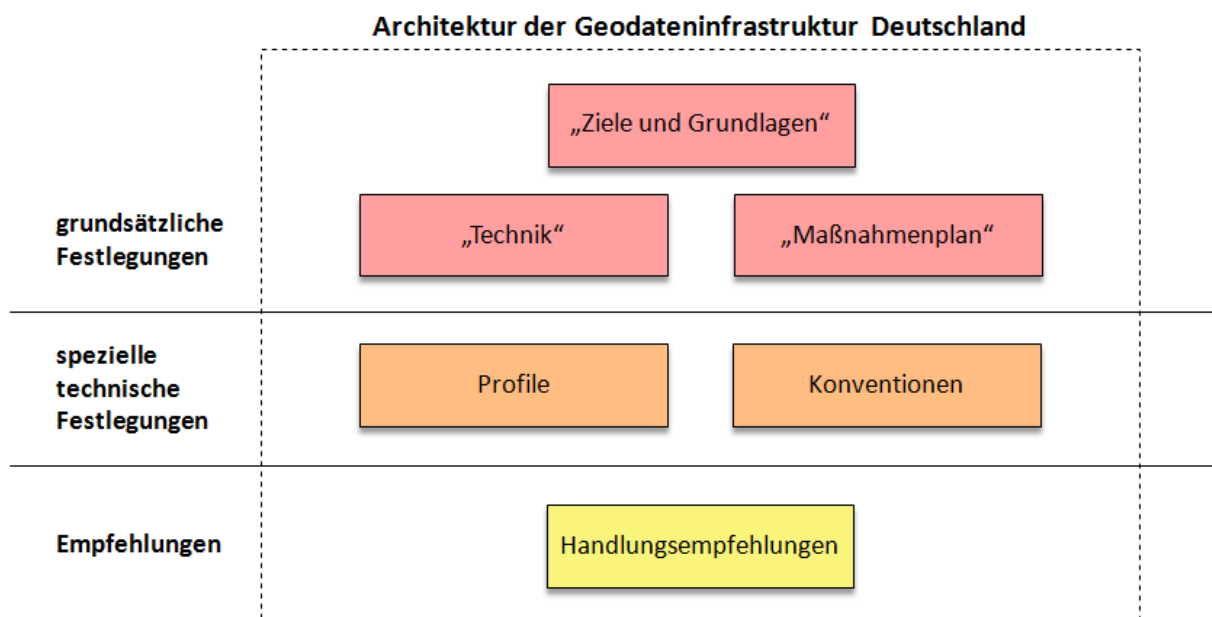 Architektur der Geodateninfrastruktur Deutschland
„Ziele und Grundlagen“
grundsätzliche
Festlegungen
„Technik“
„Maßnahmenplan“
spezielle
technische
Festlegungen
Profile
Konventionen
Empfehlungen
Handlungsempfehlungen